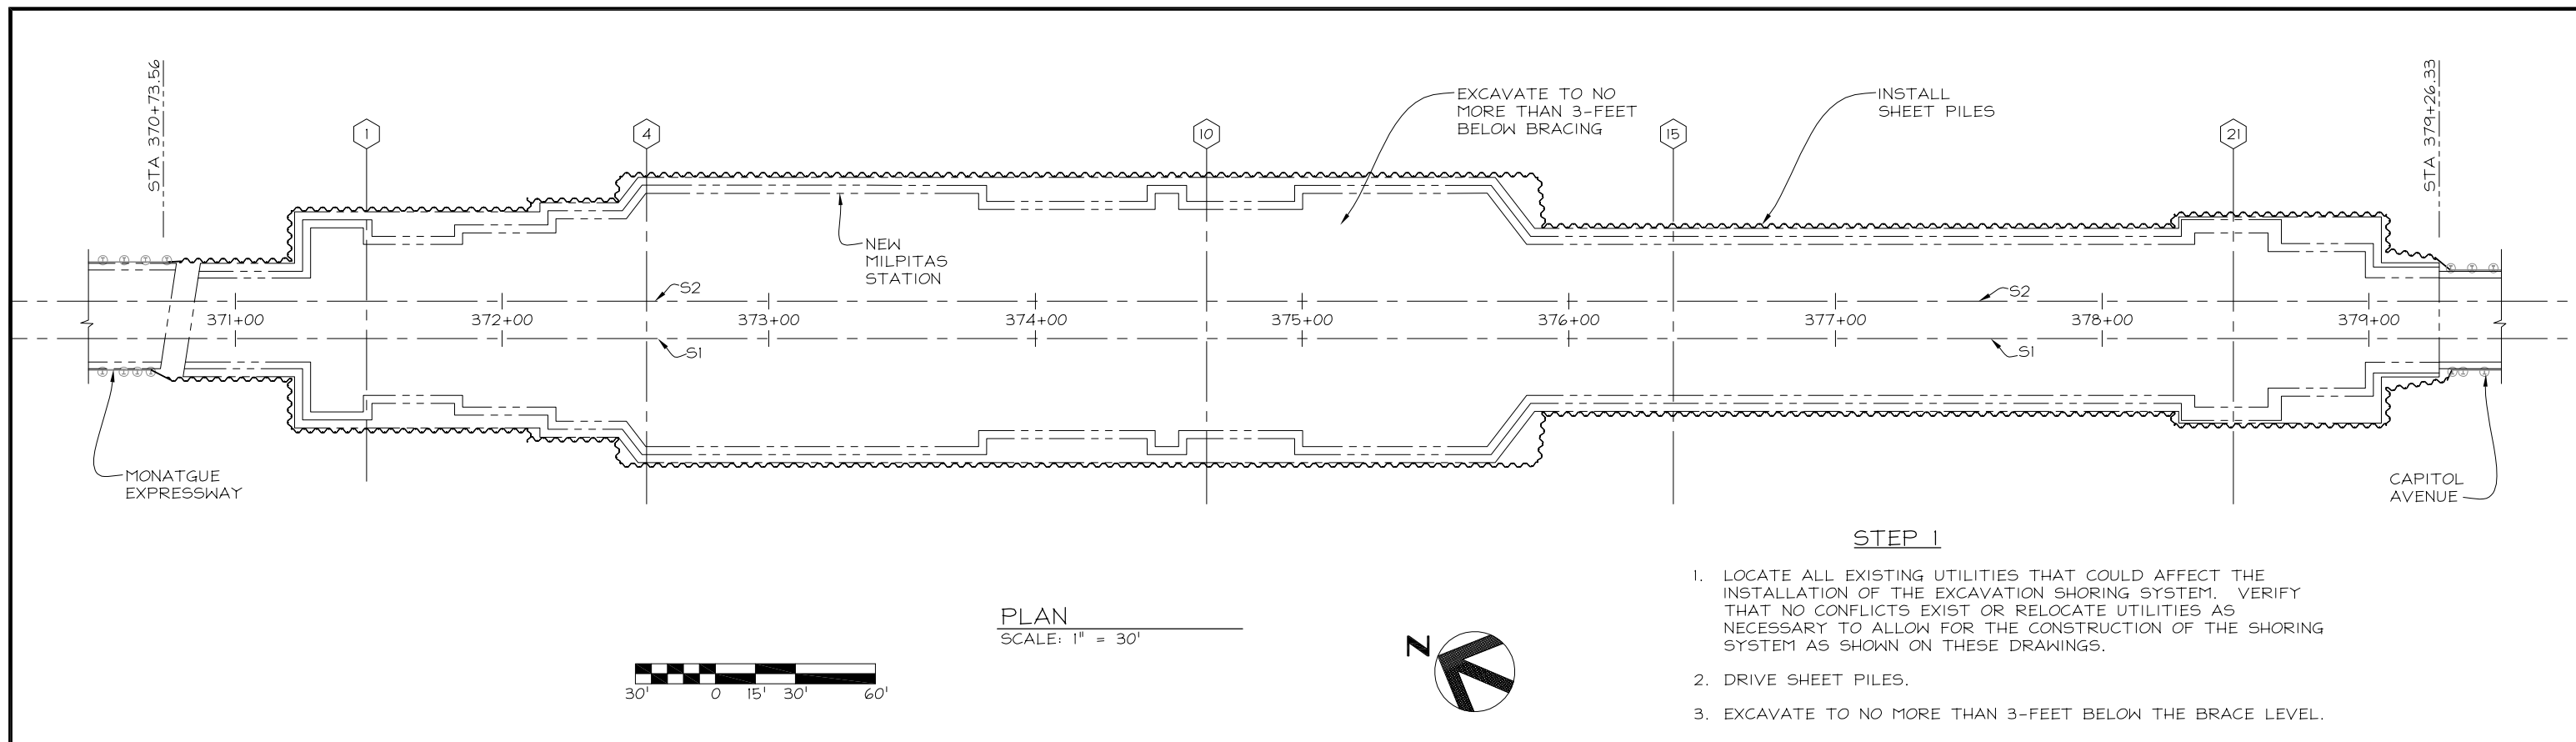 STA 370+73.56
1
4
10
15
21
STA 379+26.33
EXCAVATE TO NO
MORE THAN 3-FEET
BELOW BRACING
INSTALL
SHEET PILES
NEW
MILPITAS
STATION
S2
S2
371+00
372+00
373+00
374+00
375+00
376+00
377+00
378+00
379+00
S1
S1
MONATGUE
EXPRESSWAY
CAPITOL
AVENUE
PLAN
SCALE: 1" = 30'
30' 0 15' 30' 60'
N
STEP 1
1. LOCATE ALL EXISTING UTILITIES THAT COULD AFFECT THE
INSTALLATION OF THE EXCAVATION SHORING SYSTEM. VERIFY
THAT NO CONFLICTS EXIST OR RELOCATE UTILITIES AS
NECESSARY TO ALLOW FOR THE CONSTRUCTION OF THE SHORING
SYSTEM AS SHOWN ON THESE DRAWINGS.
2. DRIVE SHEET PILES.
3. EXCAVATE TO NO MORE THAN 3-FEET BELOW THE BRACE LEVEL.